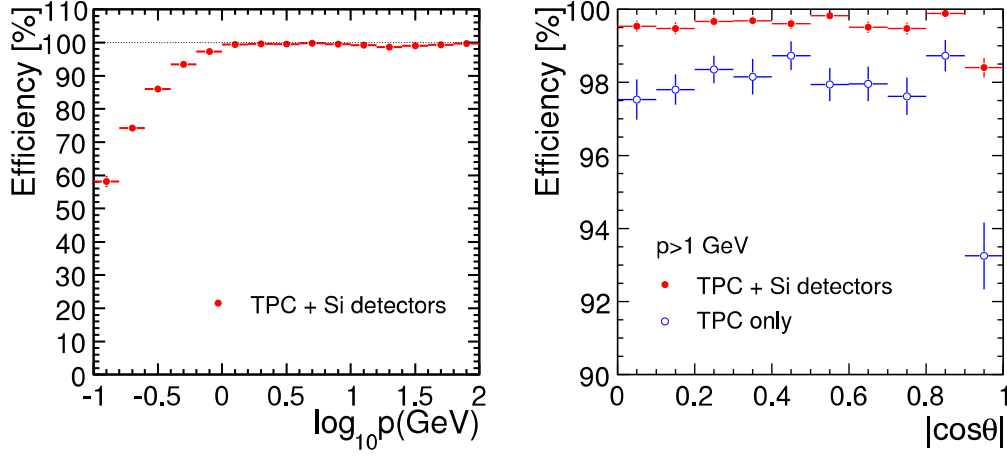 Efficiency [%]
110
100
90
80
70
60
50
40
30
20
10
0
TPC + Si detectors
-1 -0.5 0 0.5 1 1.5 2
log10p(GeV)
Efficiency [%]
100
98
96
94
92
90
p>1 GeV
TPC + Si detectors
TPC only
0 0.2 0.4 0.6 0.8 1
|cosθ|